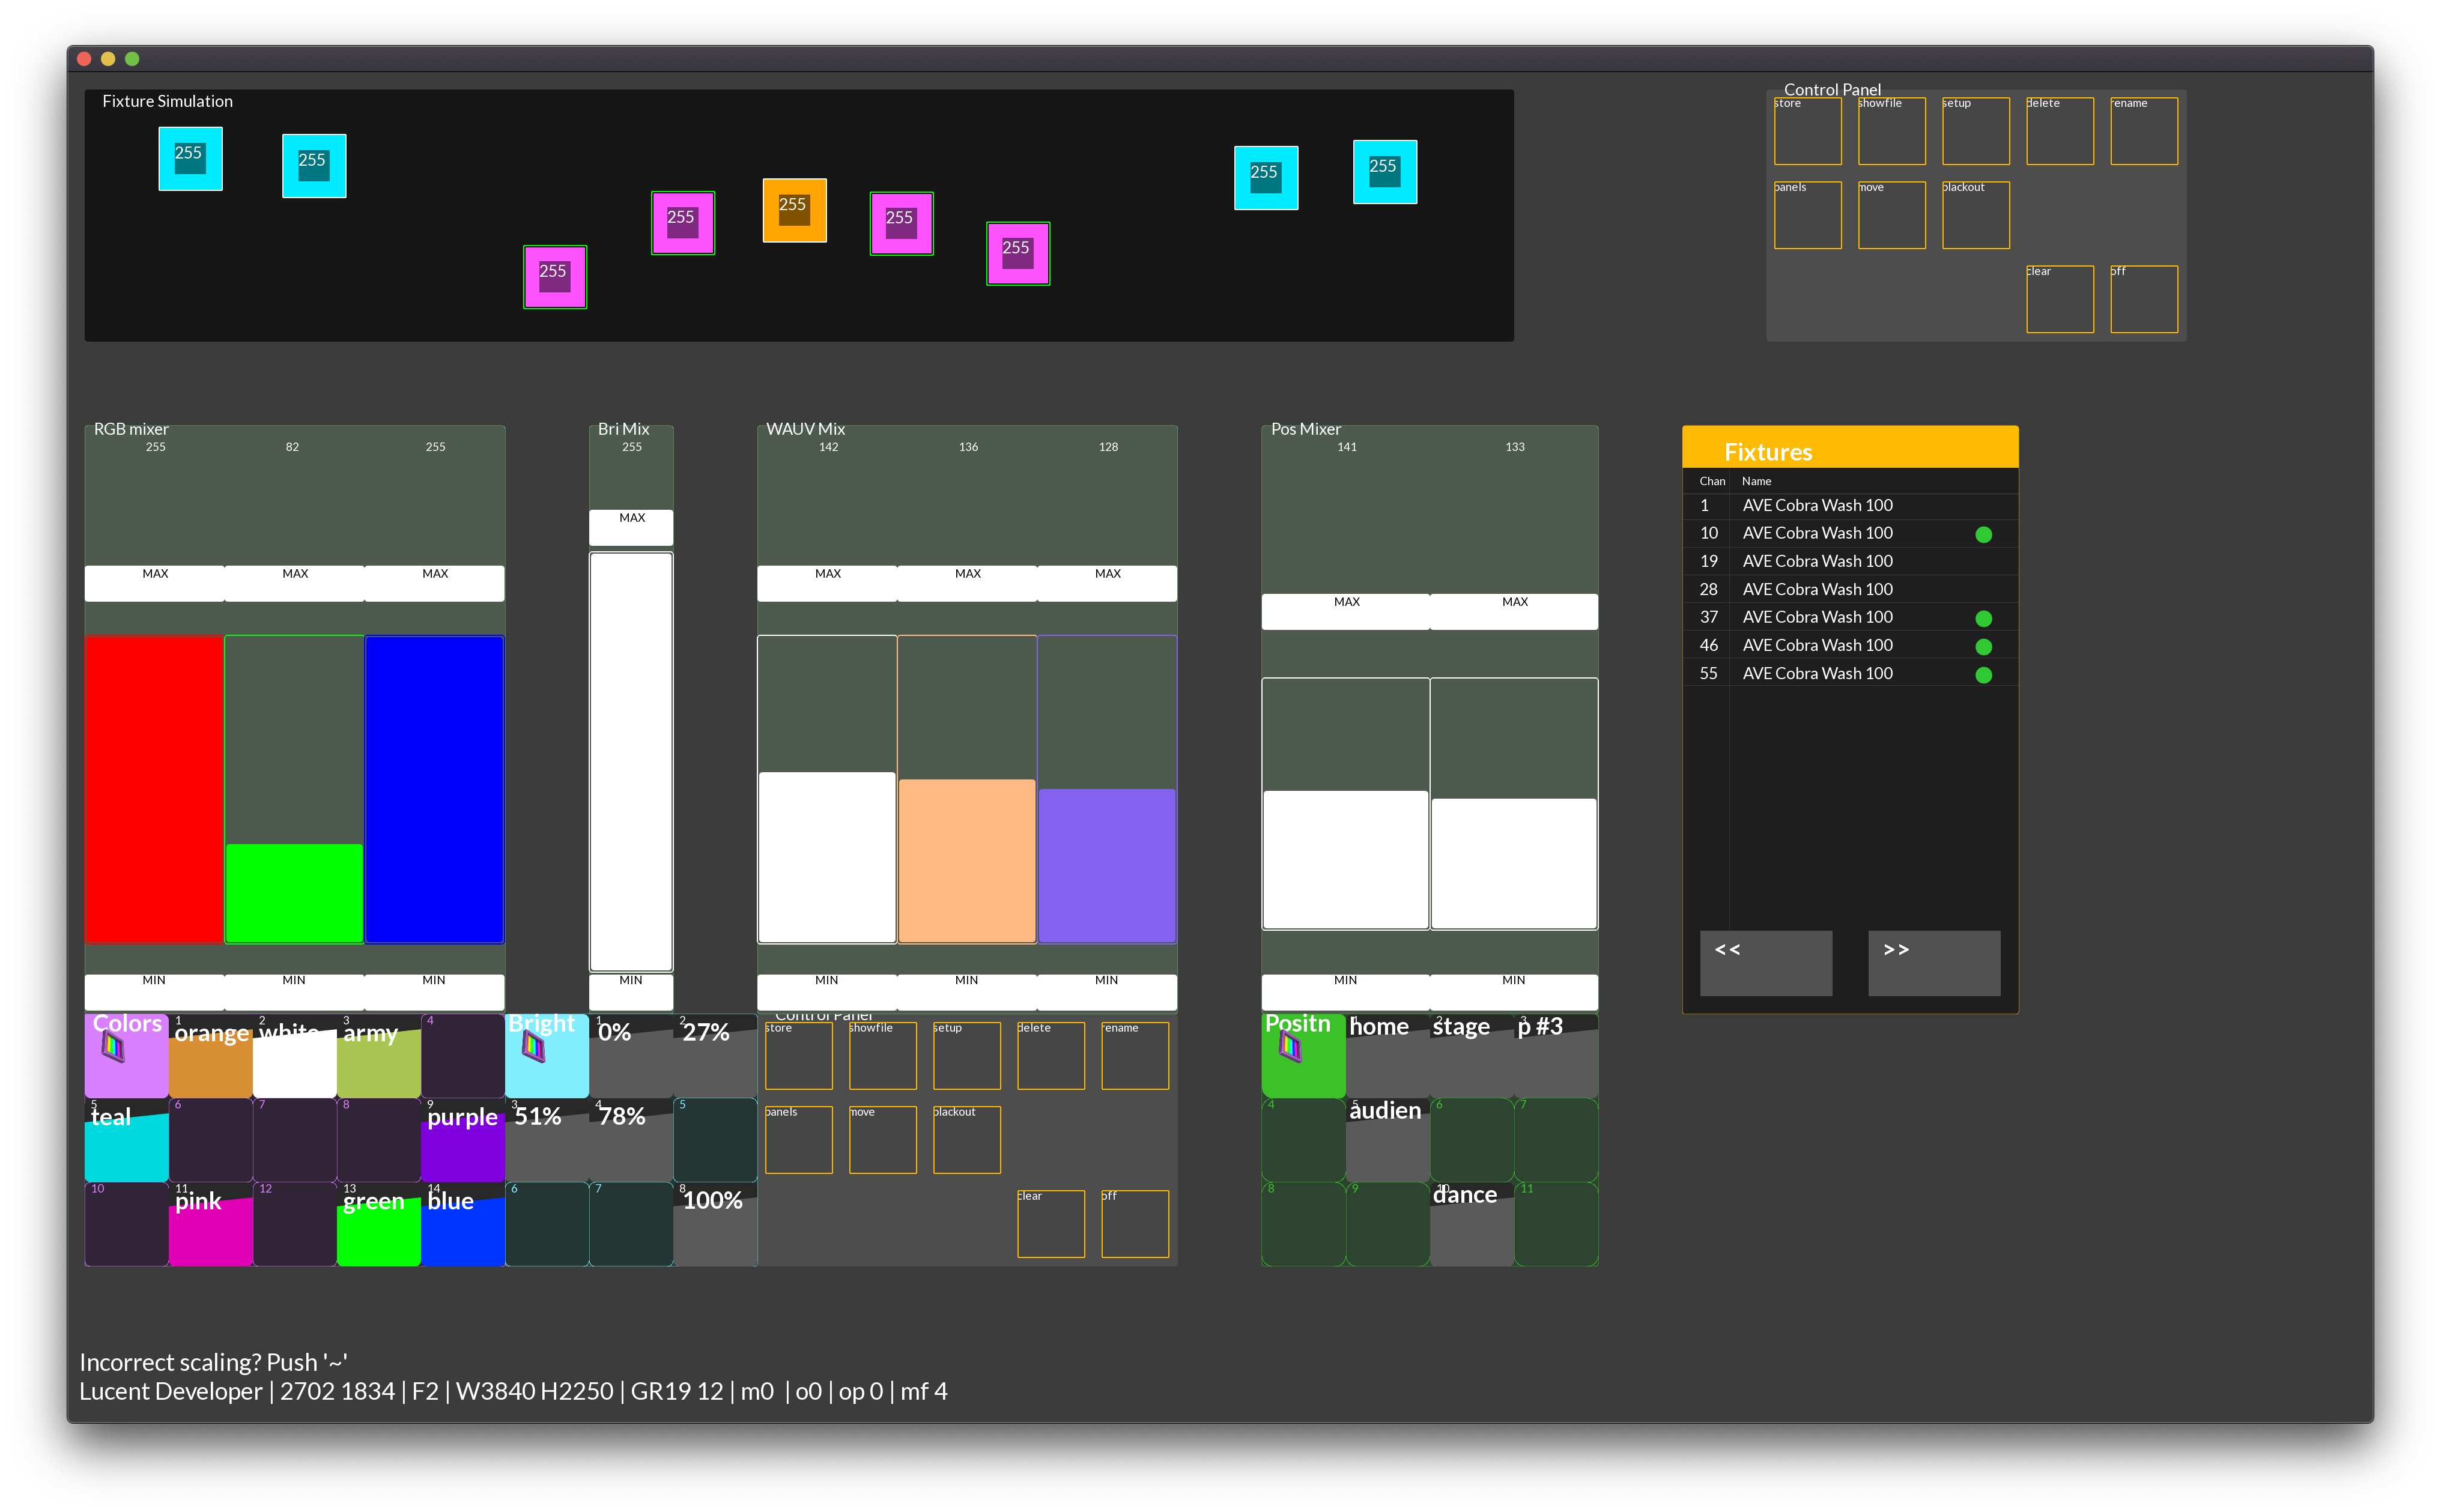 Fixture Simulation
255
255
255
255
255
255
255
255
255
Control Panel
store showfile setup delete rename
panels move blackout
clear off
RGB mixer
255 82 255
MAX MAX MAX
MIN MIN MIN
Bri Mix
255
MAX
MIN
WAUV Mix
142 136 128
MAX MAX MAX
MIN MIN MIN
Pos Mixer
141 133
MAX MAX
MIN MIN
Fixtures
Chan Name
1 AVE Cobra Wash 100
10 AVE Cobra Wash 100
19 AVE Cobra Wash 100
28 AVE Cobra Wash 100
37 AVE Cobra Wash 100
46 AVE Cobra Wash 100
55 AVE Cobra Wash 100
<< >>
Colors 1 orange 2 white 3 army 4
5 teal 6 7 8 9 purple
10 11 pink 12 13 green 14 blue
Bright 1 0% 2 27%
3 51% 4 78% 5
6 7 8 100%
Control Panel
store showfile setup delete rename
panels move blackout
clear off
Positn 1 home 2 stage 3 p #3
4 5 audien 6 7
8 9 10 dance 11
Incorrect scaling? Push '~'
Lucent Developer | 2702 1834 | F2 | W3840 H2250 | GR19 12 | m0 | o0 | op 0 | mf 4